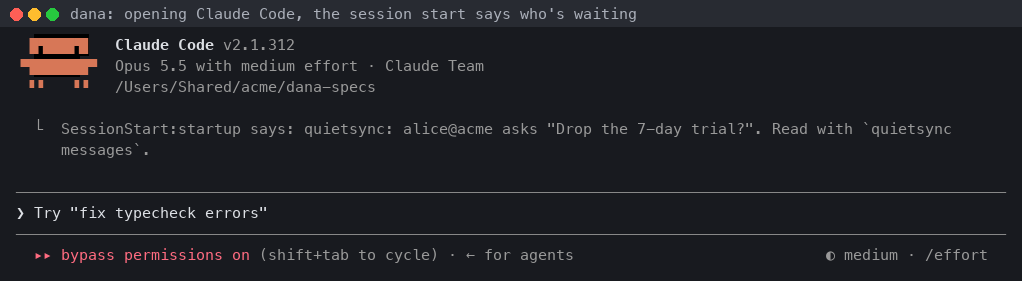 dana: opening Claude Code, the session start says who's waiting
Claude Code v2.1.312
Opus 5.5 with medium effort · Claude Team
/Users/Shared/acme/dana-specs
└ SessionStart:startup says: quietsync: alice@acme asks "Drop the 7-day trial?". Read with `quietsync
messages`.
❯ Try "fix typecheck errors"
▸▸ bypass permissions on (shift+tab to cycle) · ← for agents ◐ medium · /effort